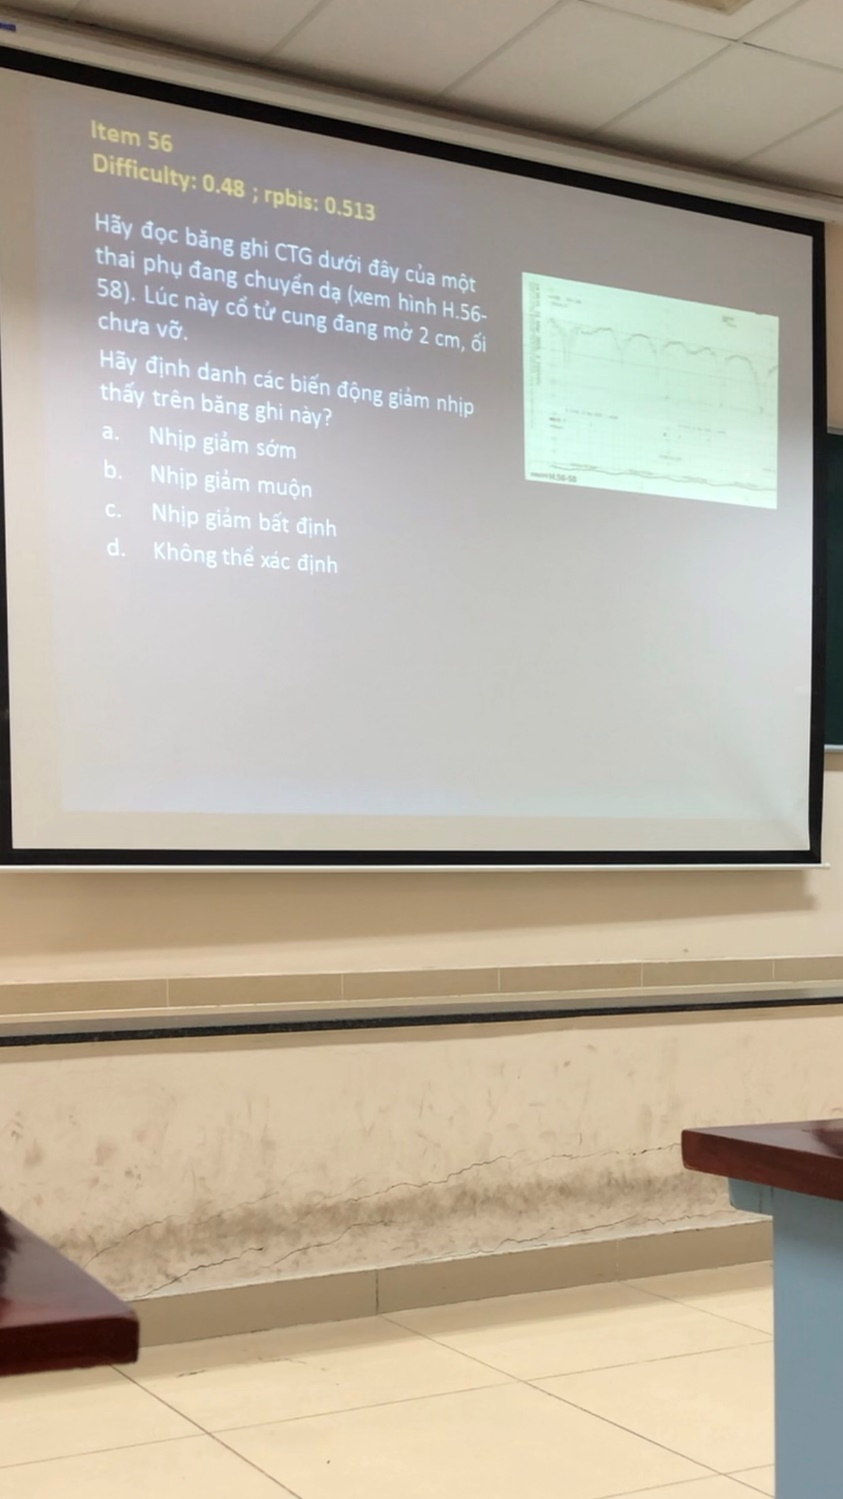 Item 56
Difficulty: 0.48 ; rpbis: 0.513
Hãy đọc băng ghi CTG dưới đây của một
thai phụ đang chuyển dạ (xem hình H.56-
58). Lúc này cổ tử cung đang mở 2 cm, ối
chưa vỡ.
Hãy định danh các biến động giảm nhịp
thấy trên băng ghi này?
a. Nhịp giảm sớm
b. Nhịp giảm muộn
c. Nhịp giảm bất định
d. Không thể xác định
H.56-58